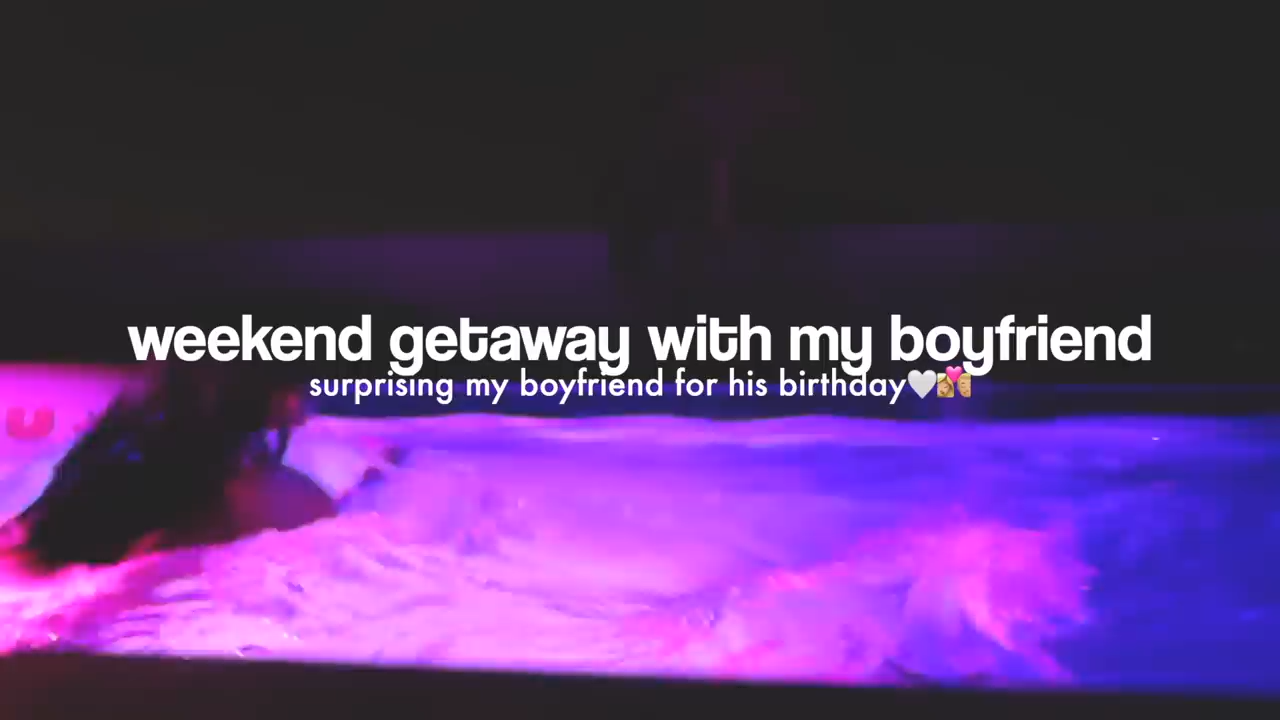 weekend getaway with my boyfriend
surprising my boyfriend for his birthday🤍💏